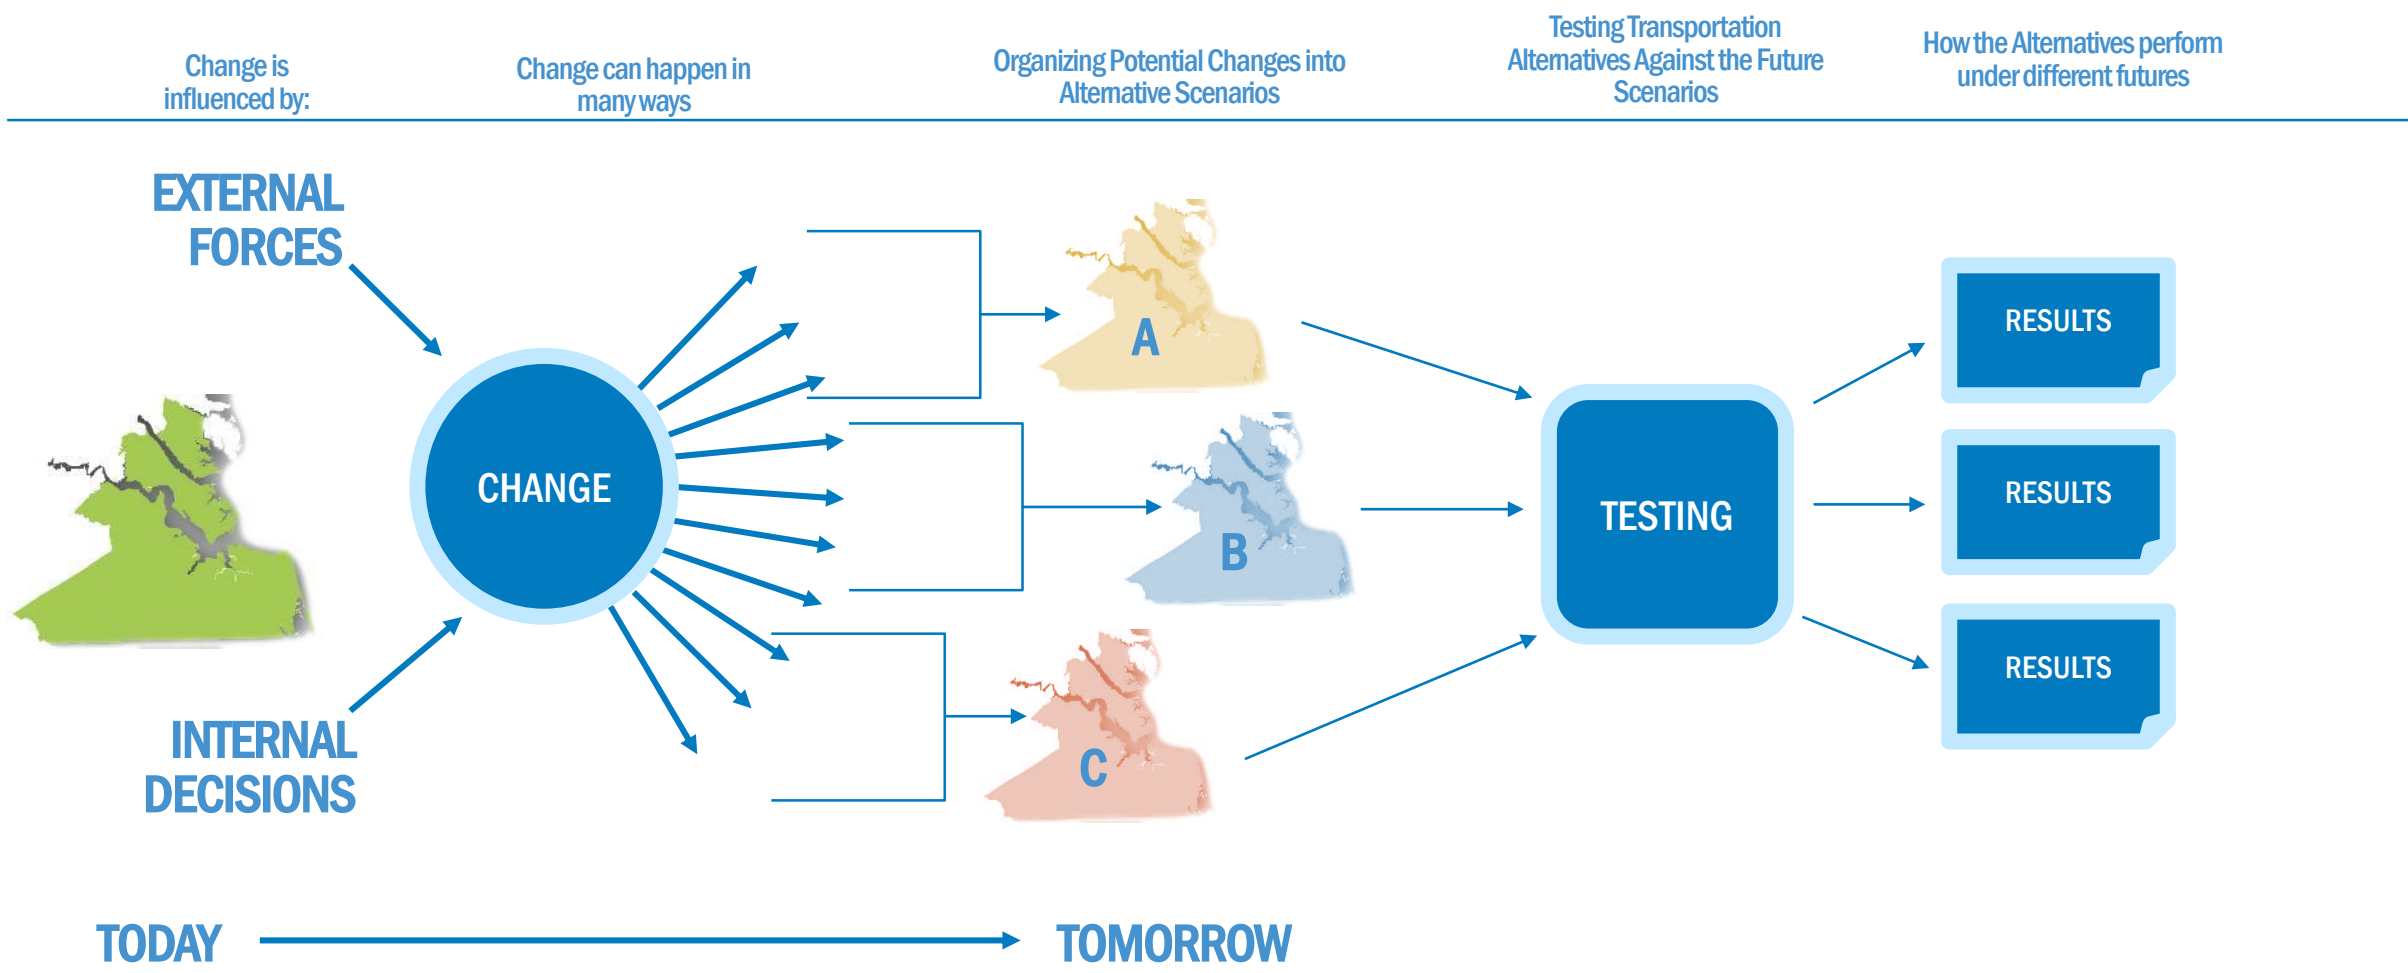 Change is
influenced by:
Change can happen in
many ways
Organizing Potential Changes into
Alternative Scenarios
Testing Transportation
Alternatives Against the Future
Scenarios
How the Alternatives perform
under different futures
EXTERNAL
FORCES
INTERNAL
DECISIONS
CHANGE
A
B
C
TESTING
RESULTS
RESULTS
RESULTS
TODAY
TOMORROW